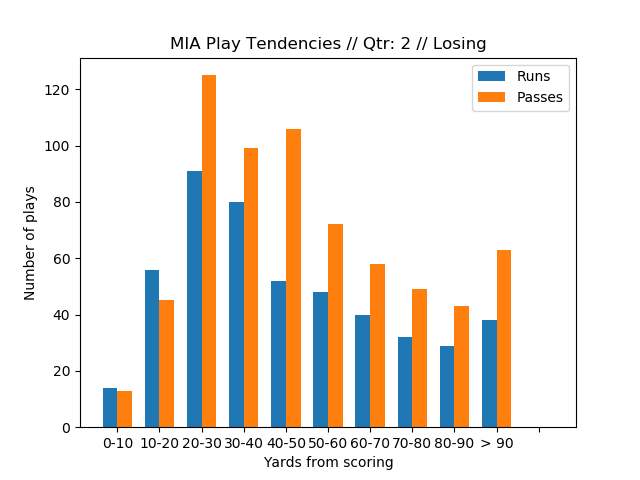 MIA Play Tendencies // Qtr: 2 // Losing
Runs
Passes
Number of plays
120
100
80
60
40
20
0
0-10 10-20 20-30 30-40 40-50 50-60 60-70 70-80 80-90 > 90
Yards from scoring